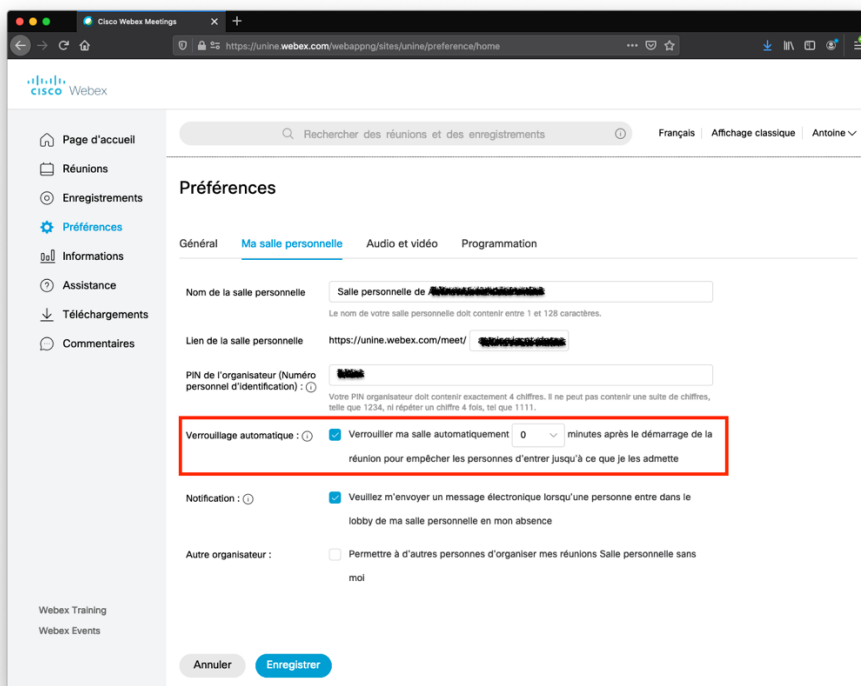 Cisco Webex Meetings
https://unine.webex.com/webappng/sites/unine/preference/home
CISCO Webex
Rechercher des réunions et des enregistrements
Français
Affichage classique
Antoine
Page d'accueil
Réunions
Enregistrements
Préférences
Informations
Assistance
Téléchargements
Commentaires
Webex Training
Webex Events
Préférences
Général
Ma salle personnelle
Audio et vidéo
Programmation
Nom de la salle personnelle
Salle personnelle de
Le nom de votre salle personnelle doit contenir entre 1 et 128 caractères.
Lien de la salle personnelle
https://unine.webex.com/meet/
PIN de l'organisateur (Numéro
personnel d'identification) :
Votre PIN organisateur doit contenir exactement 4 chiffres. Il ne peut pas contenir une suite de chiffres,
telle que 1234, ni répéter un chiffre 4 fois, tel que 1111.
Verrouillage automatique :
Verrouiller ma salle automatiquement 0 minutes après le démarrage de la
réunion pour empêcher les personnes d'entrer jusqu'à ce que je les admette
Notification :
Veuillez m'envoyer un message électronique lorsqu'une personne entre dans le
lobby de ma salle personnelle en mon absence
Autre organisateur :
Permettre à d'autres personnes d'organiser mes réunions Salle personnelle sans
moi
Annuler
Enregistrer